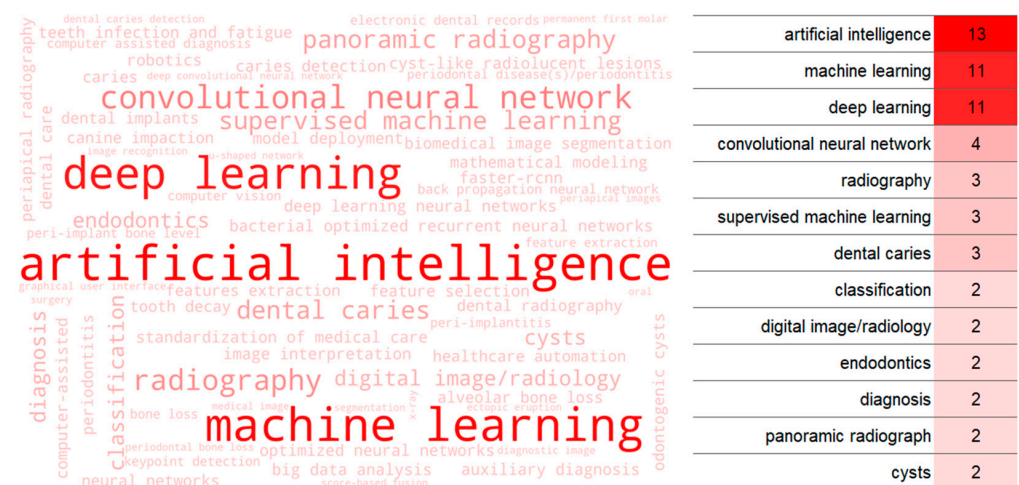 dental caries detection
electronic dental records
permanent first molar
teeth infection and fatigue
panoramic radiography
computer assisted diagnosis
robotics
caries detection
cyst-like radiolucent lesions
caries
deep convolutional neural network
periodontal disease(s)/periodontitis
periapical radiography
dental care
convolutional neural network
dental implants
supervised machine learning
canine impaction
model deployment
biomedical image segmentation
image recognition
u-shaped network
mathematical modeling
deep learning
faster-rcnn
back propagation neural network
computer vision
periapical images
deep learning neural networks
endodontics
bacterial optimized recurrent neural networks
peri-implant bone level
feature extraction
artificial intelligence
graphical user interface
features extraction
feature selection
oral
surgery
tooth decay
dental caries
dental radiography
peri-implantitis
diagnosis
computer-assisted
periodontitis
classification
standardization of medical care
cysts
image interpretation
healthcare automation
odontogenic cysts
radiography
digital image/radiology
alveolar bone loss
bone loss
medical image
segmentation
x-ray
ectopic eruption
machine learning
periodontal bone loss
optimized neural networks
diagnostic image
keypoint detection
big data analysis
auxiliary diagnosis
neural networks
score-based fusion
artificial intelligence 13
machine learning 11
deep learning 11
convolutional neural network 4
radiography 3
supervised machine learning 3
dental caries 3
classification 2
digital image/radiology 2
endodontics 2
diagnosis 2
panoramic radiograph 2
cysts 2